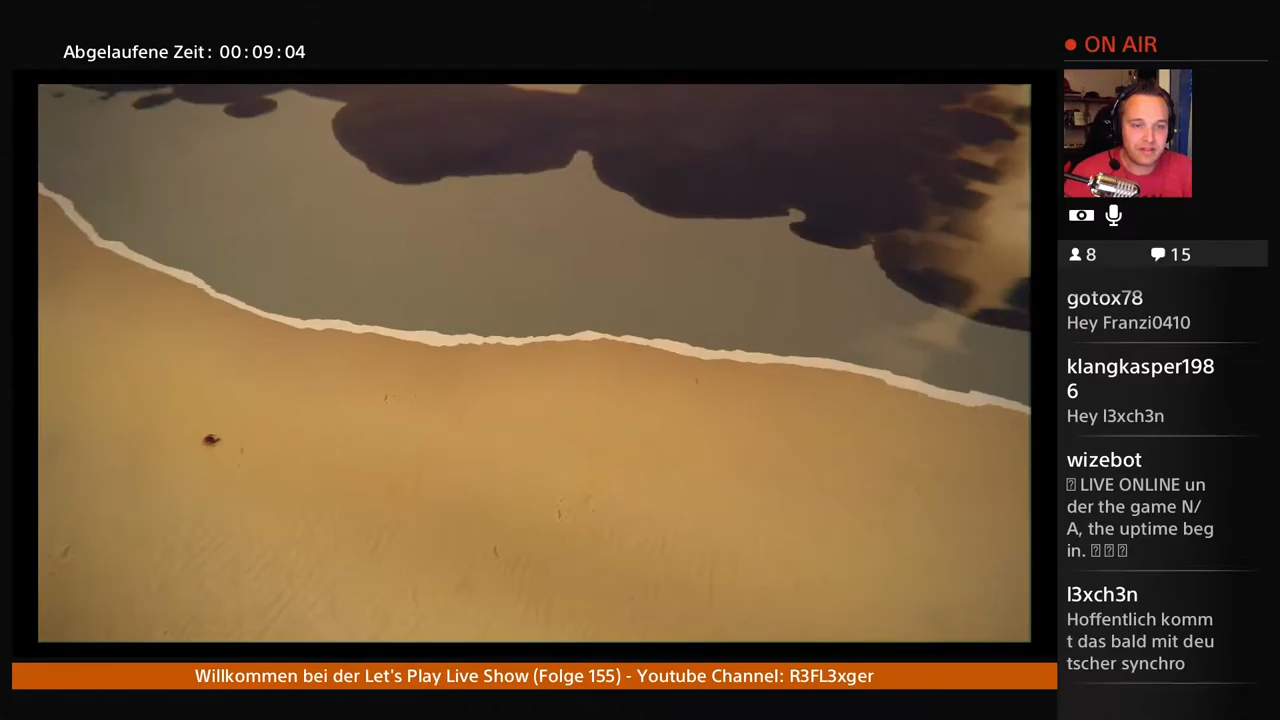 Abgelaufene Zeit: 00:09:04
ON AIR
8 15
gotox78
Hey Franzi0410
klangkasper198
6
Hey l3xch3n
wizebot
LIVE ONLINE un
der the game N/
A, the uptime beg
in.
l3xch3n
Hoffentlich komm
t das bald mit deu
tscher synchro
Willkommen bei der Let's Play Live Show (Folge 155) - Youtube Channel: R3FL3xger